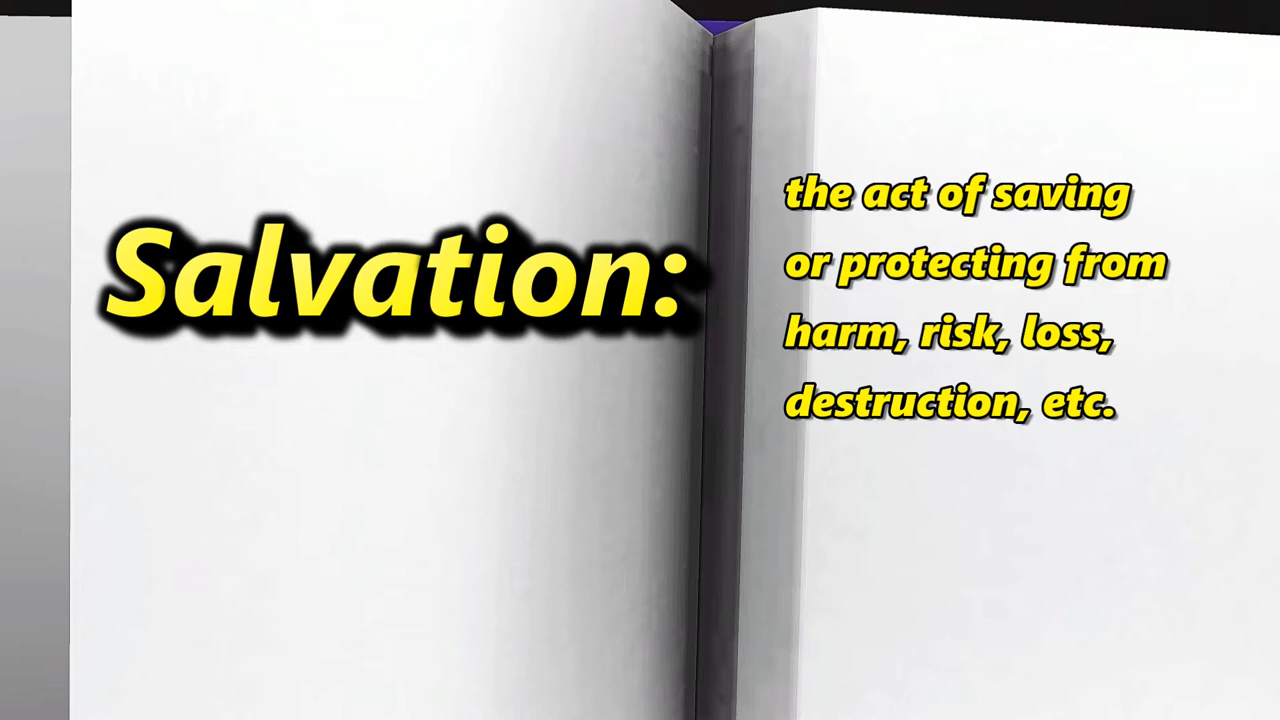 Salvation:
the act of saving
or protecting from
harm, risk, loss,
destruction, etc.